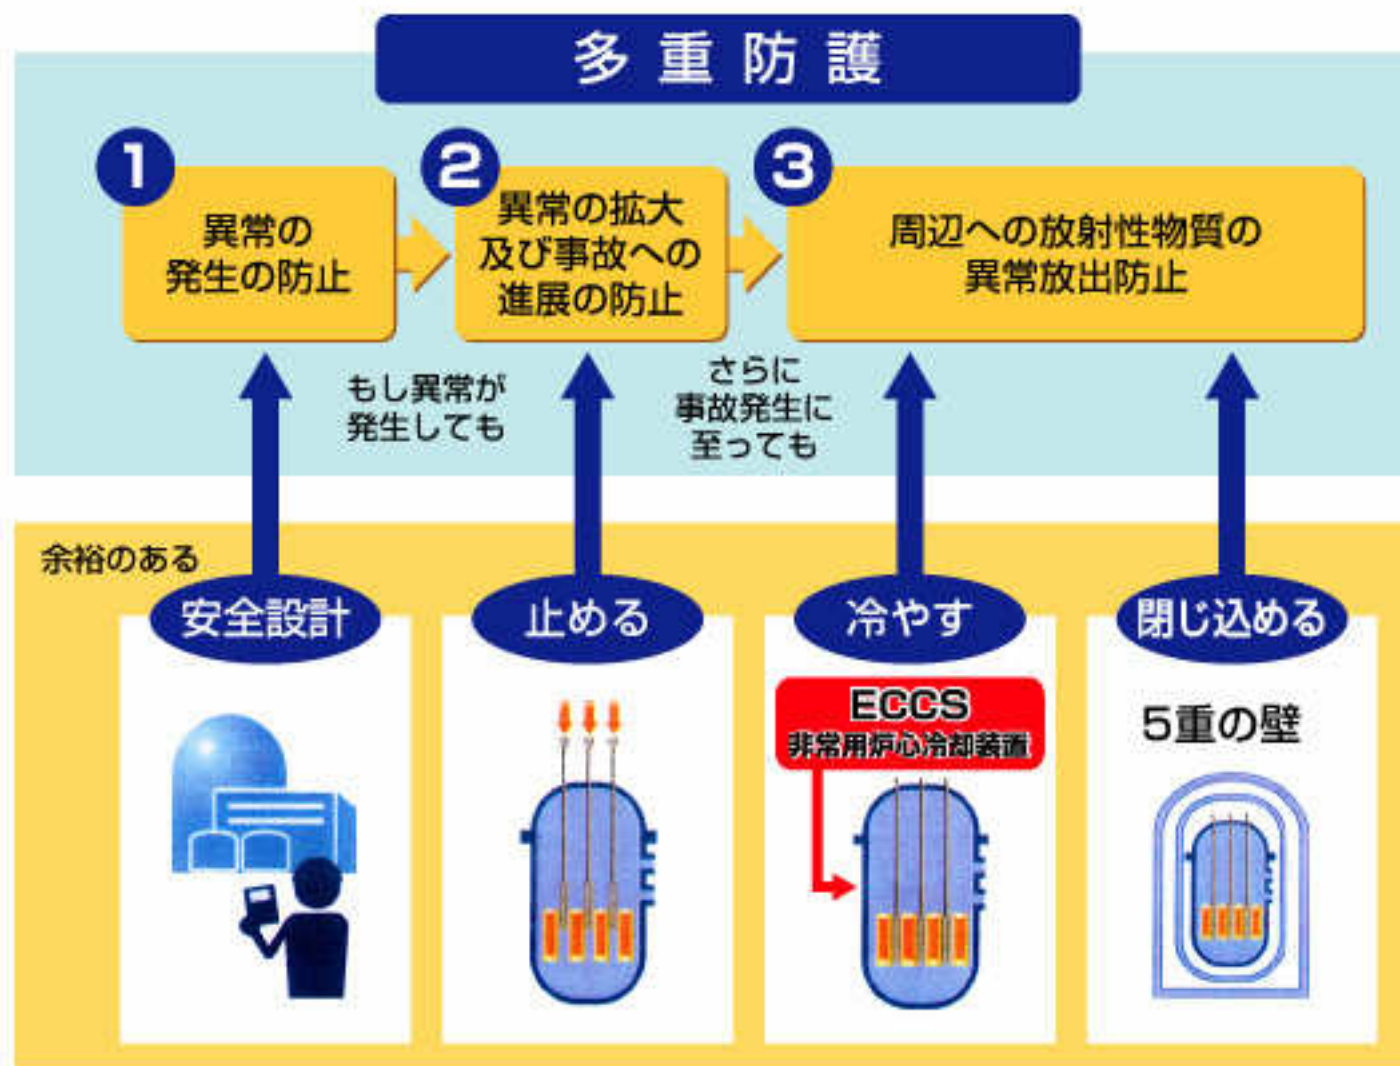 多重防護
1
異常の
発生の防止
2
異常の拡大
及び事故への
進展の防止
3
周辺への放射性物質の
異常放出防止
もし異常が
発生しても
さらに
事故発生に
至っても
余裕のある
安全設計
止める
冷やす
ECCS
非常用炉心冷却装置
閉じ込める
5重の壁